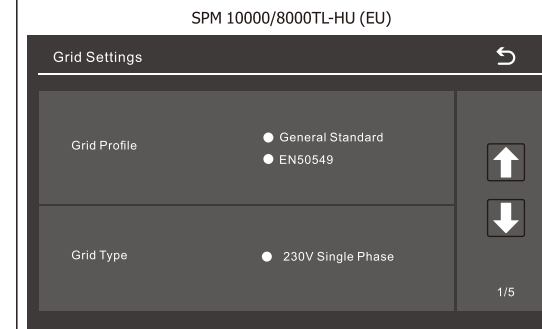 SPM 10000/8000TL-HU (EU)
Grid Settings
Grid Profile
General Standard
EN50549
Grid Type
230V Single Phase
1/5